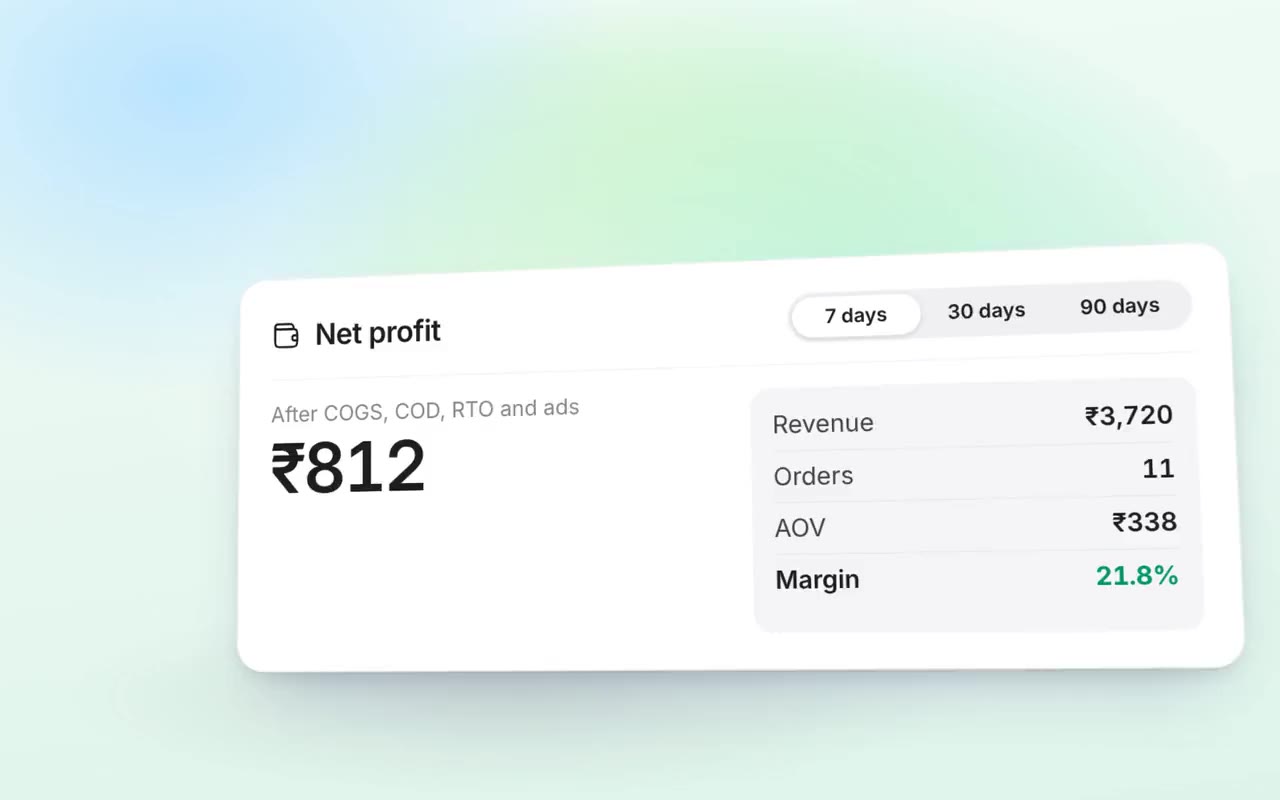 Net profit
7 days 30 days 90 days
After COGS, COD, RTO and ads
₹812
Revenue ₹3,720
Orders 11
AOV ₹338
Margin 21.8%